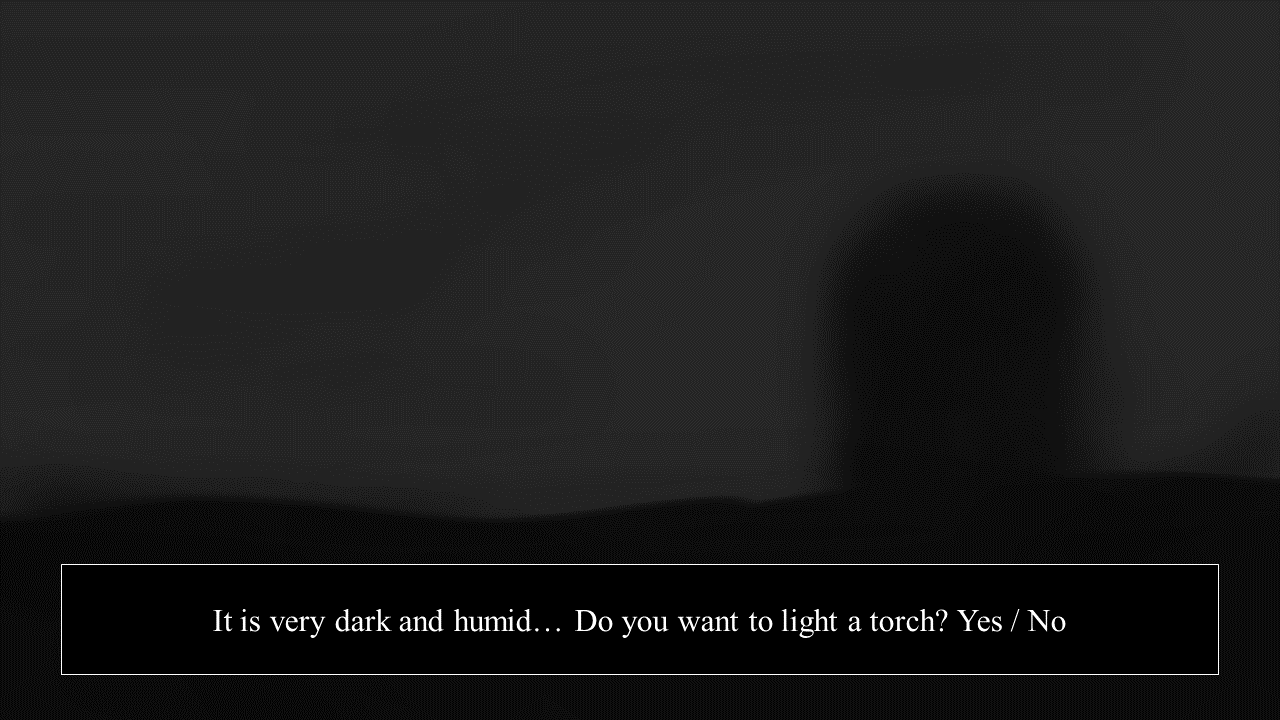 It is very dark and humid… Do you want to light a torch? Yes / No